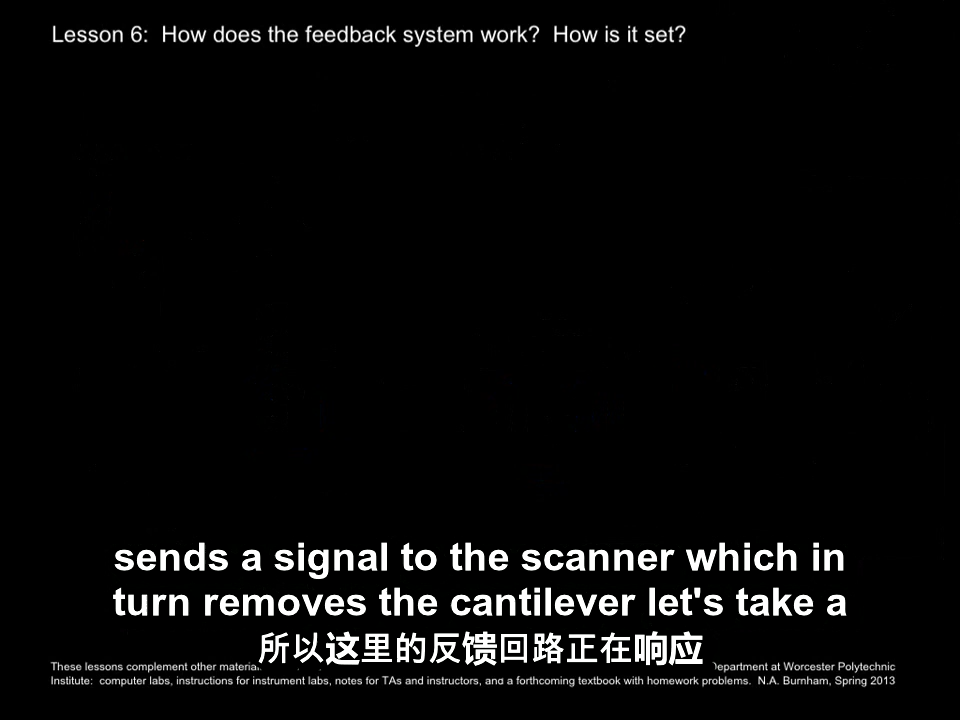 Lesson 6:  How does the feedback system work?  How is it set?
sends a signal to the scanner which in
turn removes the cantilever let's take a
所以这里的反馈回路正在响应
These lessons complement other material Department at Worcester Polytechnic
Institute:  computer labs, instructions for instrument labs, notes for TAs and instructors, and a forthcoming textbook with homework problems.  N.A. Burnham, Spring 2013